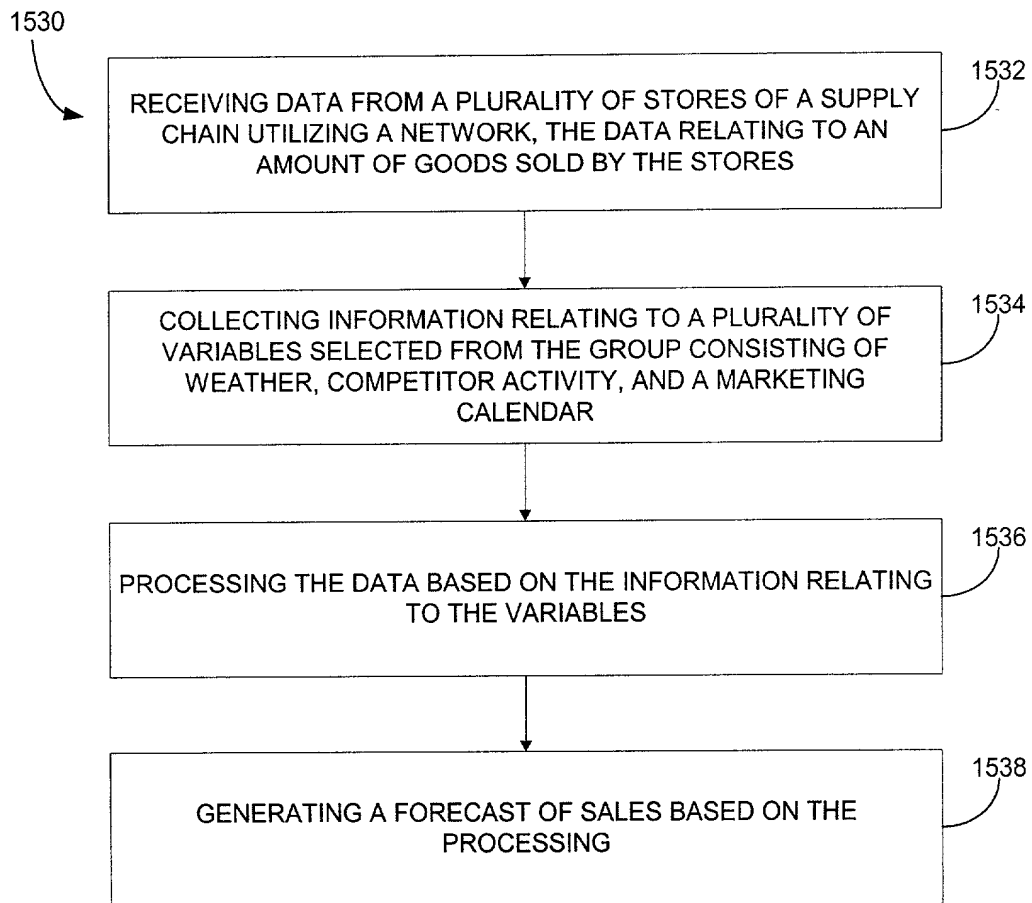 1530
1532
RECEIVING DATA FROM A PLURALITY OF STORES OF A SUPPLY
CHAIN UTILIZING A NETWORK, THE DATA RELATING TO AN
AMOUNT OF GOODS SOLD BY THE STORES
1534
COLLECTING INFORMATION RELATING TO A PLURALITY OF
VARIABLES SELECTED FROM THE GROUP CONSISTING OF
WEATHER, COMPETITOR ACTIVITY, AND A MARKETING
CALENDAR
1536
PROCESSING THE DATA BASED ON THE INFORMATION RELATING
TO THE VARIABLES
1538
GENERATING A FORECAST OF SALES BASED ON THE
PROCESSING